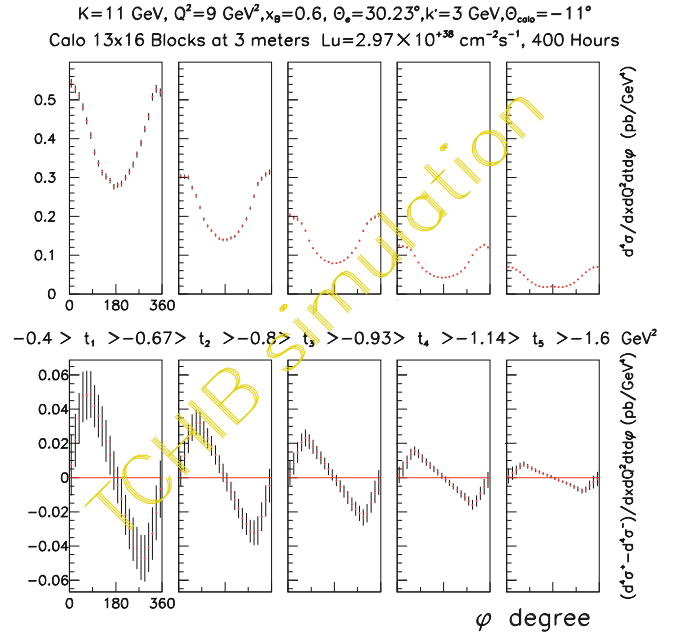 K=11 GeV, Q²=9 GeV²,x_B=0.6, Θ_e=30.23°,k'=3 GeV,Θ_calo=−11°
Calo 13x16 Blocks at 3 meters Lu=2.97×10⁺³⁸ cm⁻²s⁻¹, 400 Hours
0.5
0.4
0.3
0.2
0.1
0
0 180 360
d⁴σ/dxdQ²dtdφ (pb/GeV⁴)
−0.4 > t₁ >−0.67> t₂ >−0.8> t₃ >−0.93> t₄ >−1.14> t₅ >−1.6 GeV²
0.06
0.04
0.02
0
−0.02
−0.04
−0.06
0 180 360
(d⁴σ⁺−d⁴σ⁻)/dxdQ²dtdφ (pb/GeV⁴)
φ degree
TCHIB simulation